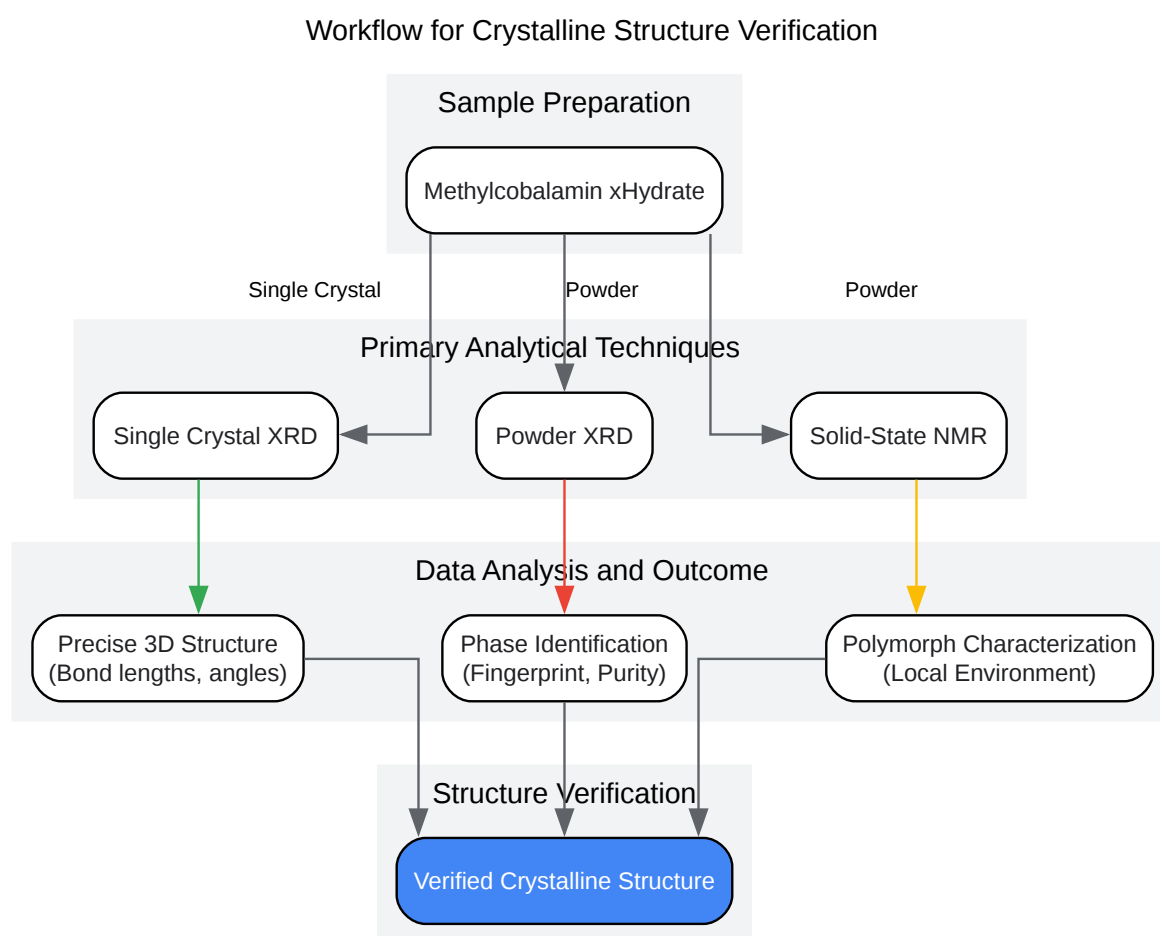 Workflow for Crystalline Structure Verification
Sample Preparation
Methylcobalamin xHydrate
Single Crystal
Powder
Powder
Primary Analytical Techniques
Single Crystal XRD
Powder XRD
Solid-State NMR
Data Analysis and Outcome
Precise 3D Structure
(Bond lengths, angles)
Phase Identification
(Fingerprint, Purity)
Polymorph Characterization
(Local Environment)
Structure Verification
Verified Crystalline Structure